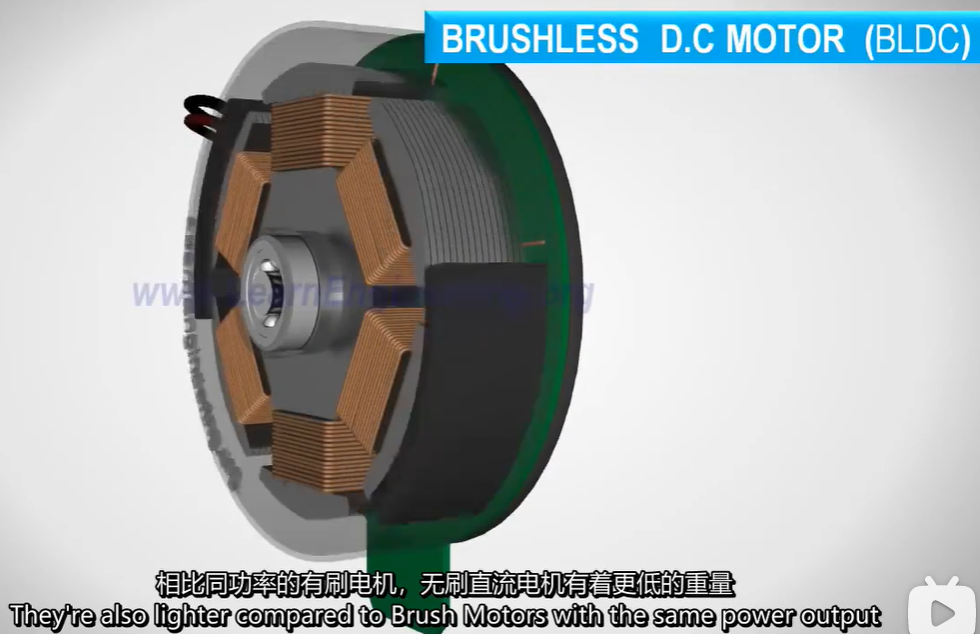 BRUSHLESS D.C MOTOR (BLDC)
www.LearnEngineering.org
相比同功率的有刷电机，无刷直流电机有着更低的重量
They're also lighter compared to Brush Motors with the same power output